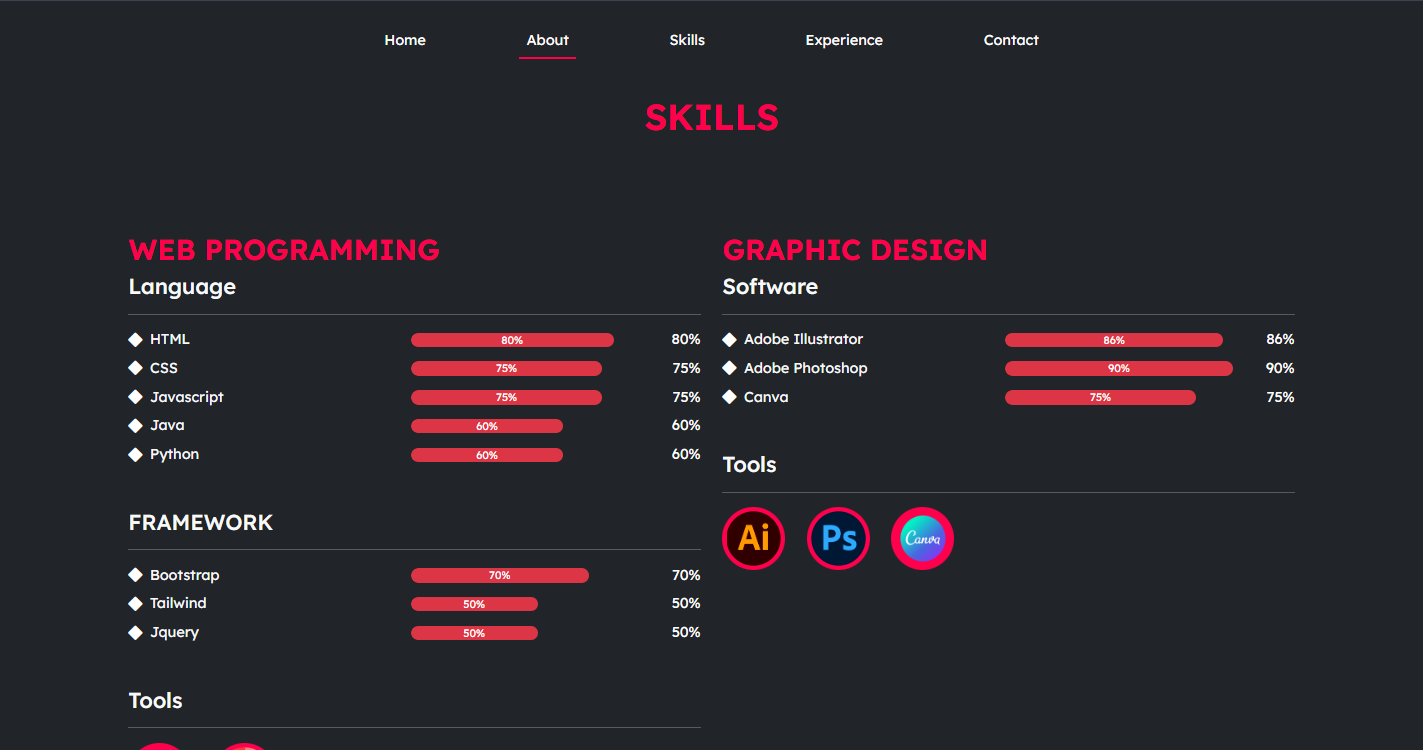 Home About Skills Experience Contact
SKILLS
WEB PROGRAMMING
Language
HTML 80% 80%
CSS 75% 75%
Javascript 75% 75%
Java 60% 60%
Python 60% 60%
FRAMEWORK
Bootstrap 70% 70%
Tailwind 50% 50%
Jquery 50% 50%
Tools
GRAPHIC DESIGN
Software
Adobe Illustrator 86% 86%
Adobe Photoshop 90% 90%
Canva 75% 75%
Tools
Ai Ps Canva